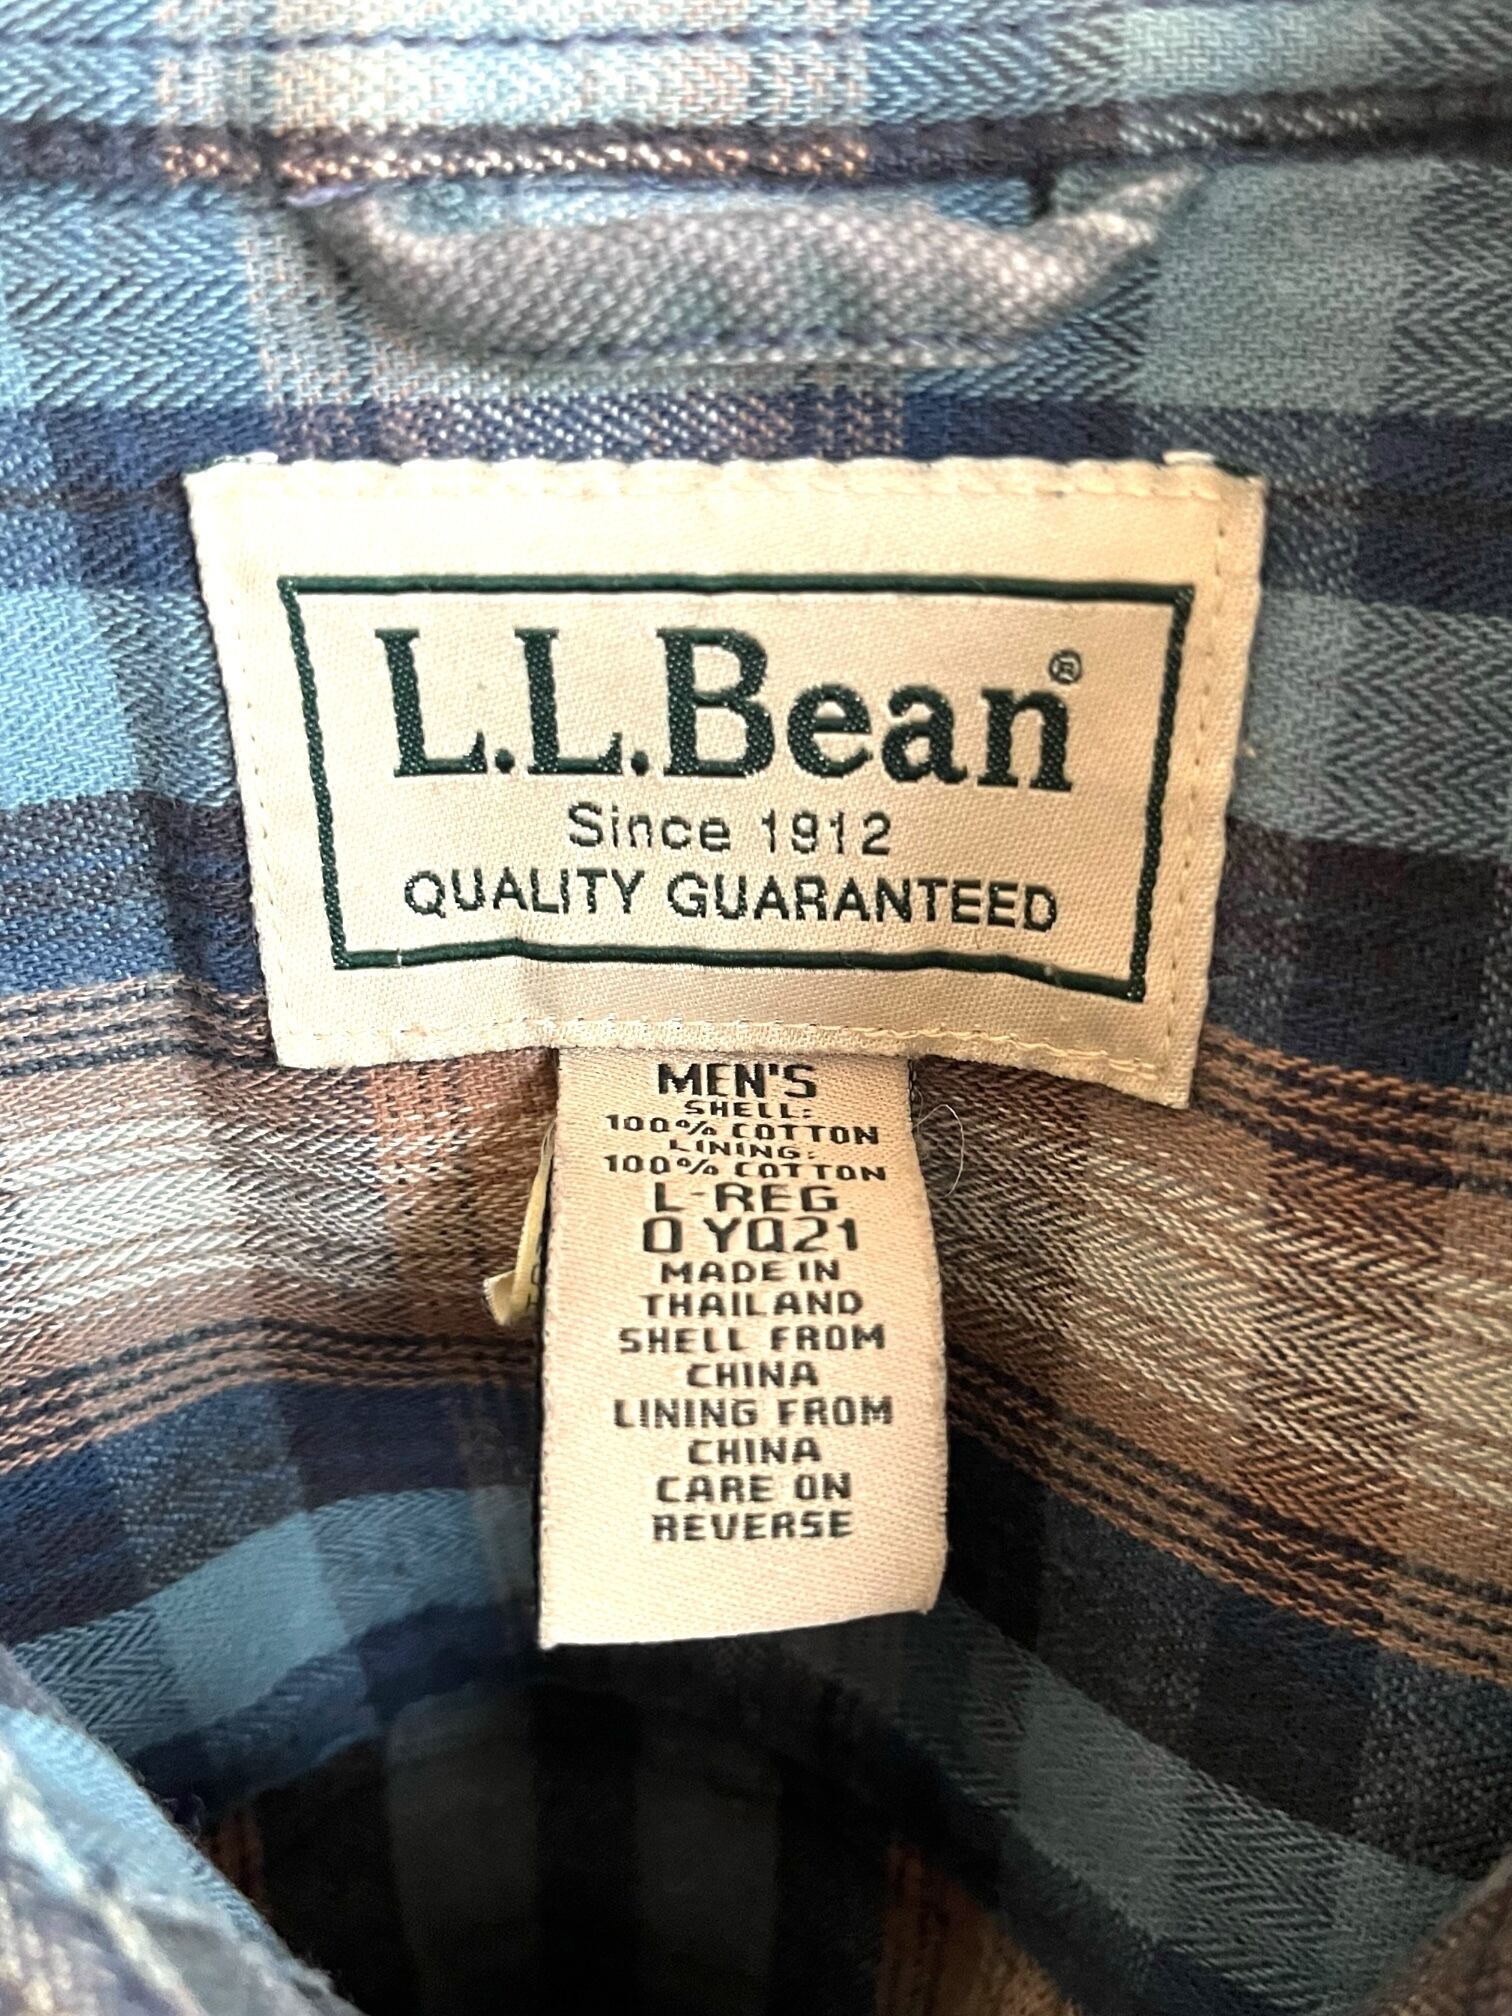 L.L.Bean®
Since 1912
QUALITY GUARANTEED
MEN'S
SHELL:
100% COTTON
LINING:
100% COTTON
L-REG
0 YQ21
MADE IN
THAILAND
SHELL FROM
CHINA
LINING FROM
CHINA
CARE ON
REVERSE